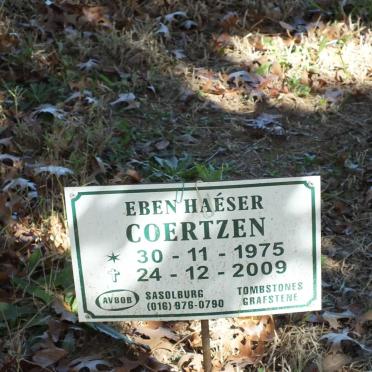 EBEN HAÉSER
COERTZEN
* 30 - 11 - 1975
✝ 24 - 12 - 2009
AVBOB
SASOLBURG
(016) 976-0790
TOMBSTONES
GRAFSTENE